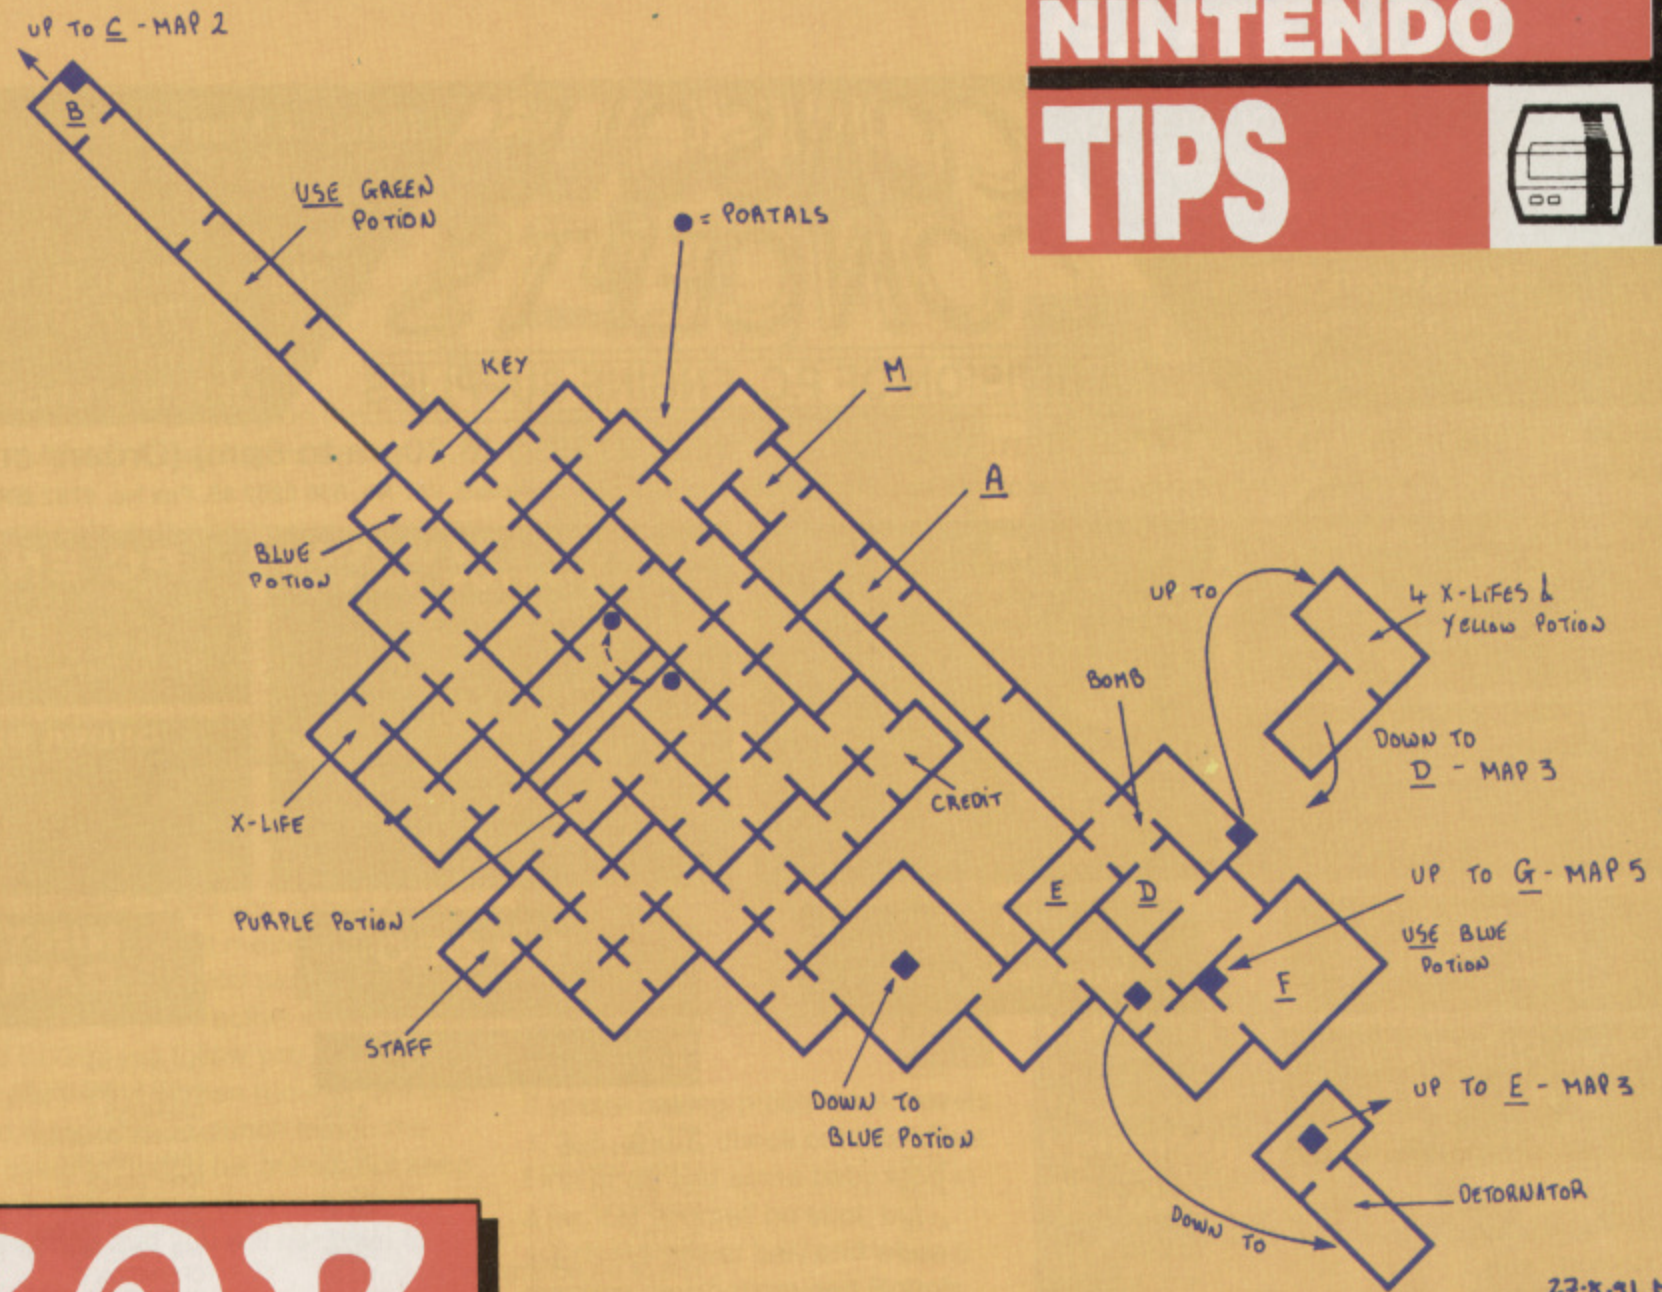 UP TO C - MAP 2
NINTENDO
TIPS
B
USE GREEN
POTION
= PORTALS
KEY
M
A
BLUE
POTION
UP TO
4 X-LIFES &
YELLOW POTION
BOMB
DOWN TO
D - MAP 3
CREDIT
X-LIFE
E
D
UP TO G - MAP 5
PURPLE POTION
USE BLUE
POTION
F
STAFF
DOWN TO
BLUE POTION
UP TO E - MAP 3
DETORNATOR
DOWN TO